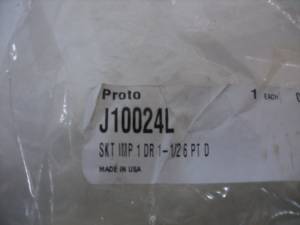 Proto 1 EACH
J10024L
SKT IMP 1 DR 1-1/2 6 PT D
MADE IN USA